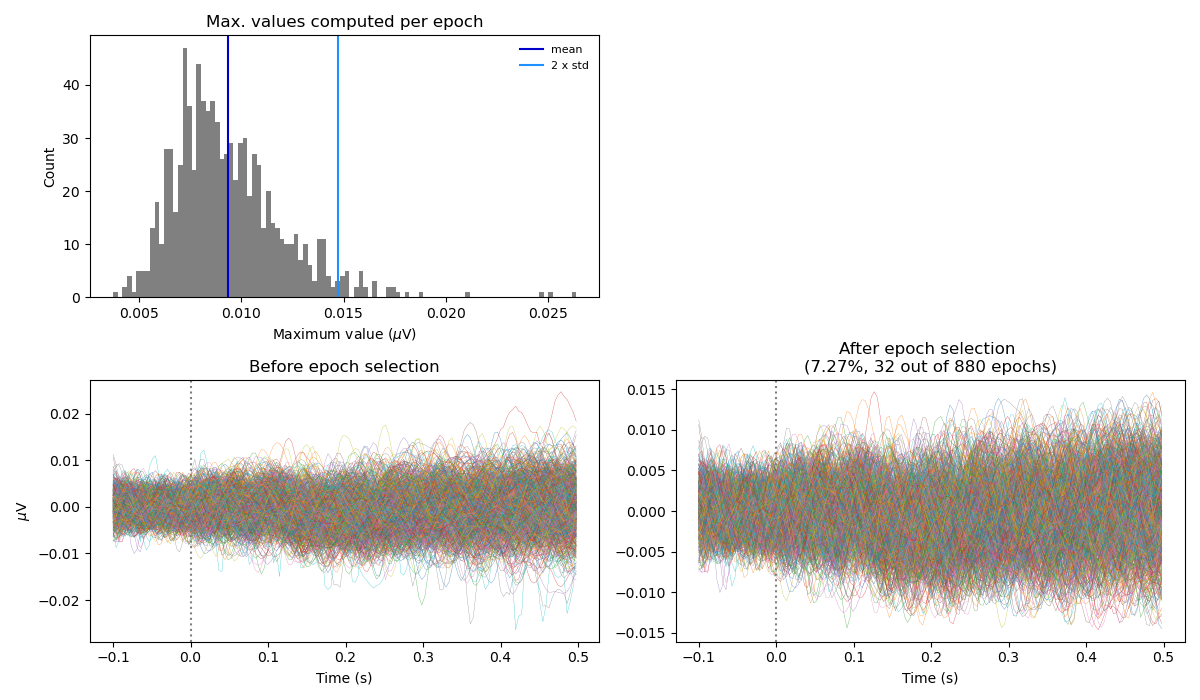 Max. values computed per epoch
mean
2 x std
Count
40
30
20
10
0
0.005 0.010 0.015 0.020 0.025
Maximum value (μV)
Before epoch selection
μV
0.02
0.01
0.00
−0.01
−0.02
−0.1 0.0 0.1 0.2 0.3 0.4 0.5
Time (s)
After epoch selection
(7.27%, 32 out of 880 epochs)
0.015
0.010
0.005
0.000
−0.005
−0.010
−0.015
−0.1 0.0 0.1 0.2 0.3 0.4 0.5
Time (s)